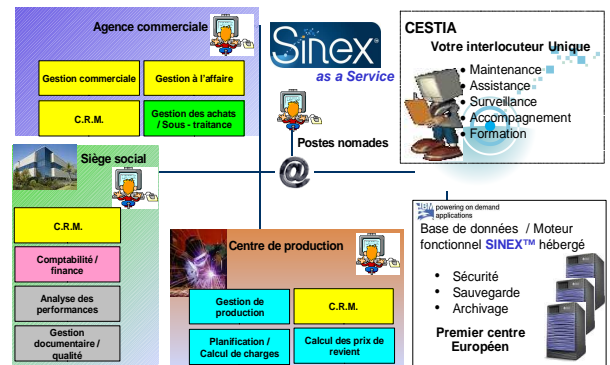 Agence commerciale
Gestion commerciale
Gestion à l'affaire
C.R.M.
Gestion des achats
/ Sous - traitance
Sinex
as a Service
Postes nomades
@
CESTIA
Votre interlocuteur Unique
• Maintenance
• Assistance
• Surveillance
• Accompagnement
• Formation
Siège social
C.R.M.
Comptabilité /
finance
Analyse des
performances
Gestion
documentaire /
qualité
Centre de production
Gestion de
production
C.R.M.
Planification /
Calcul de charges
Calcul des prix de
revient
IBM powering on demand
applications
Base de données / Moteur
fonctionnel SINEX™ hébergé
• Sécurité
• Sauvegarde
• Archivage
Premier centre
Européen